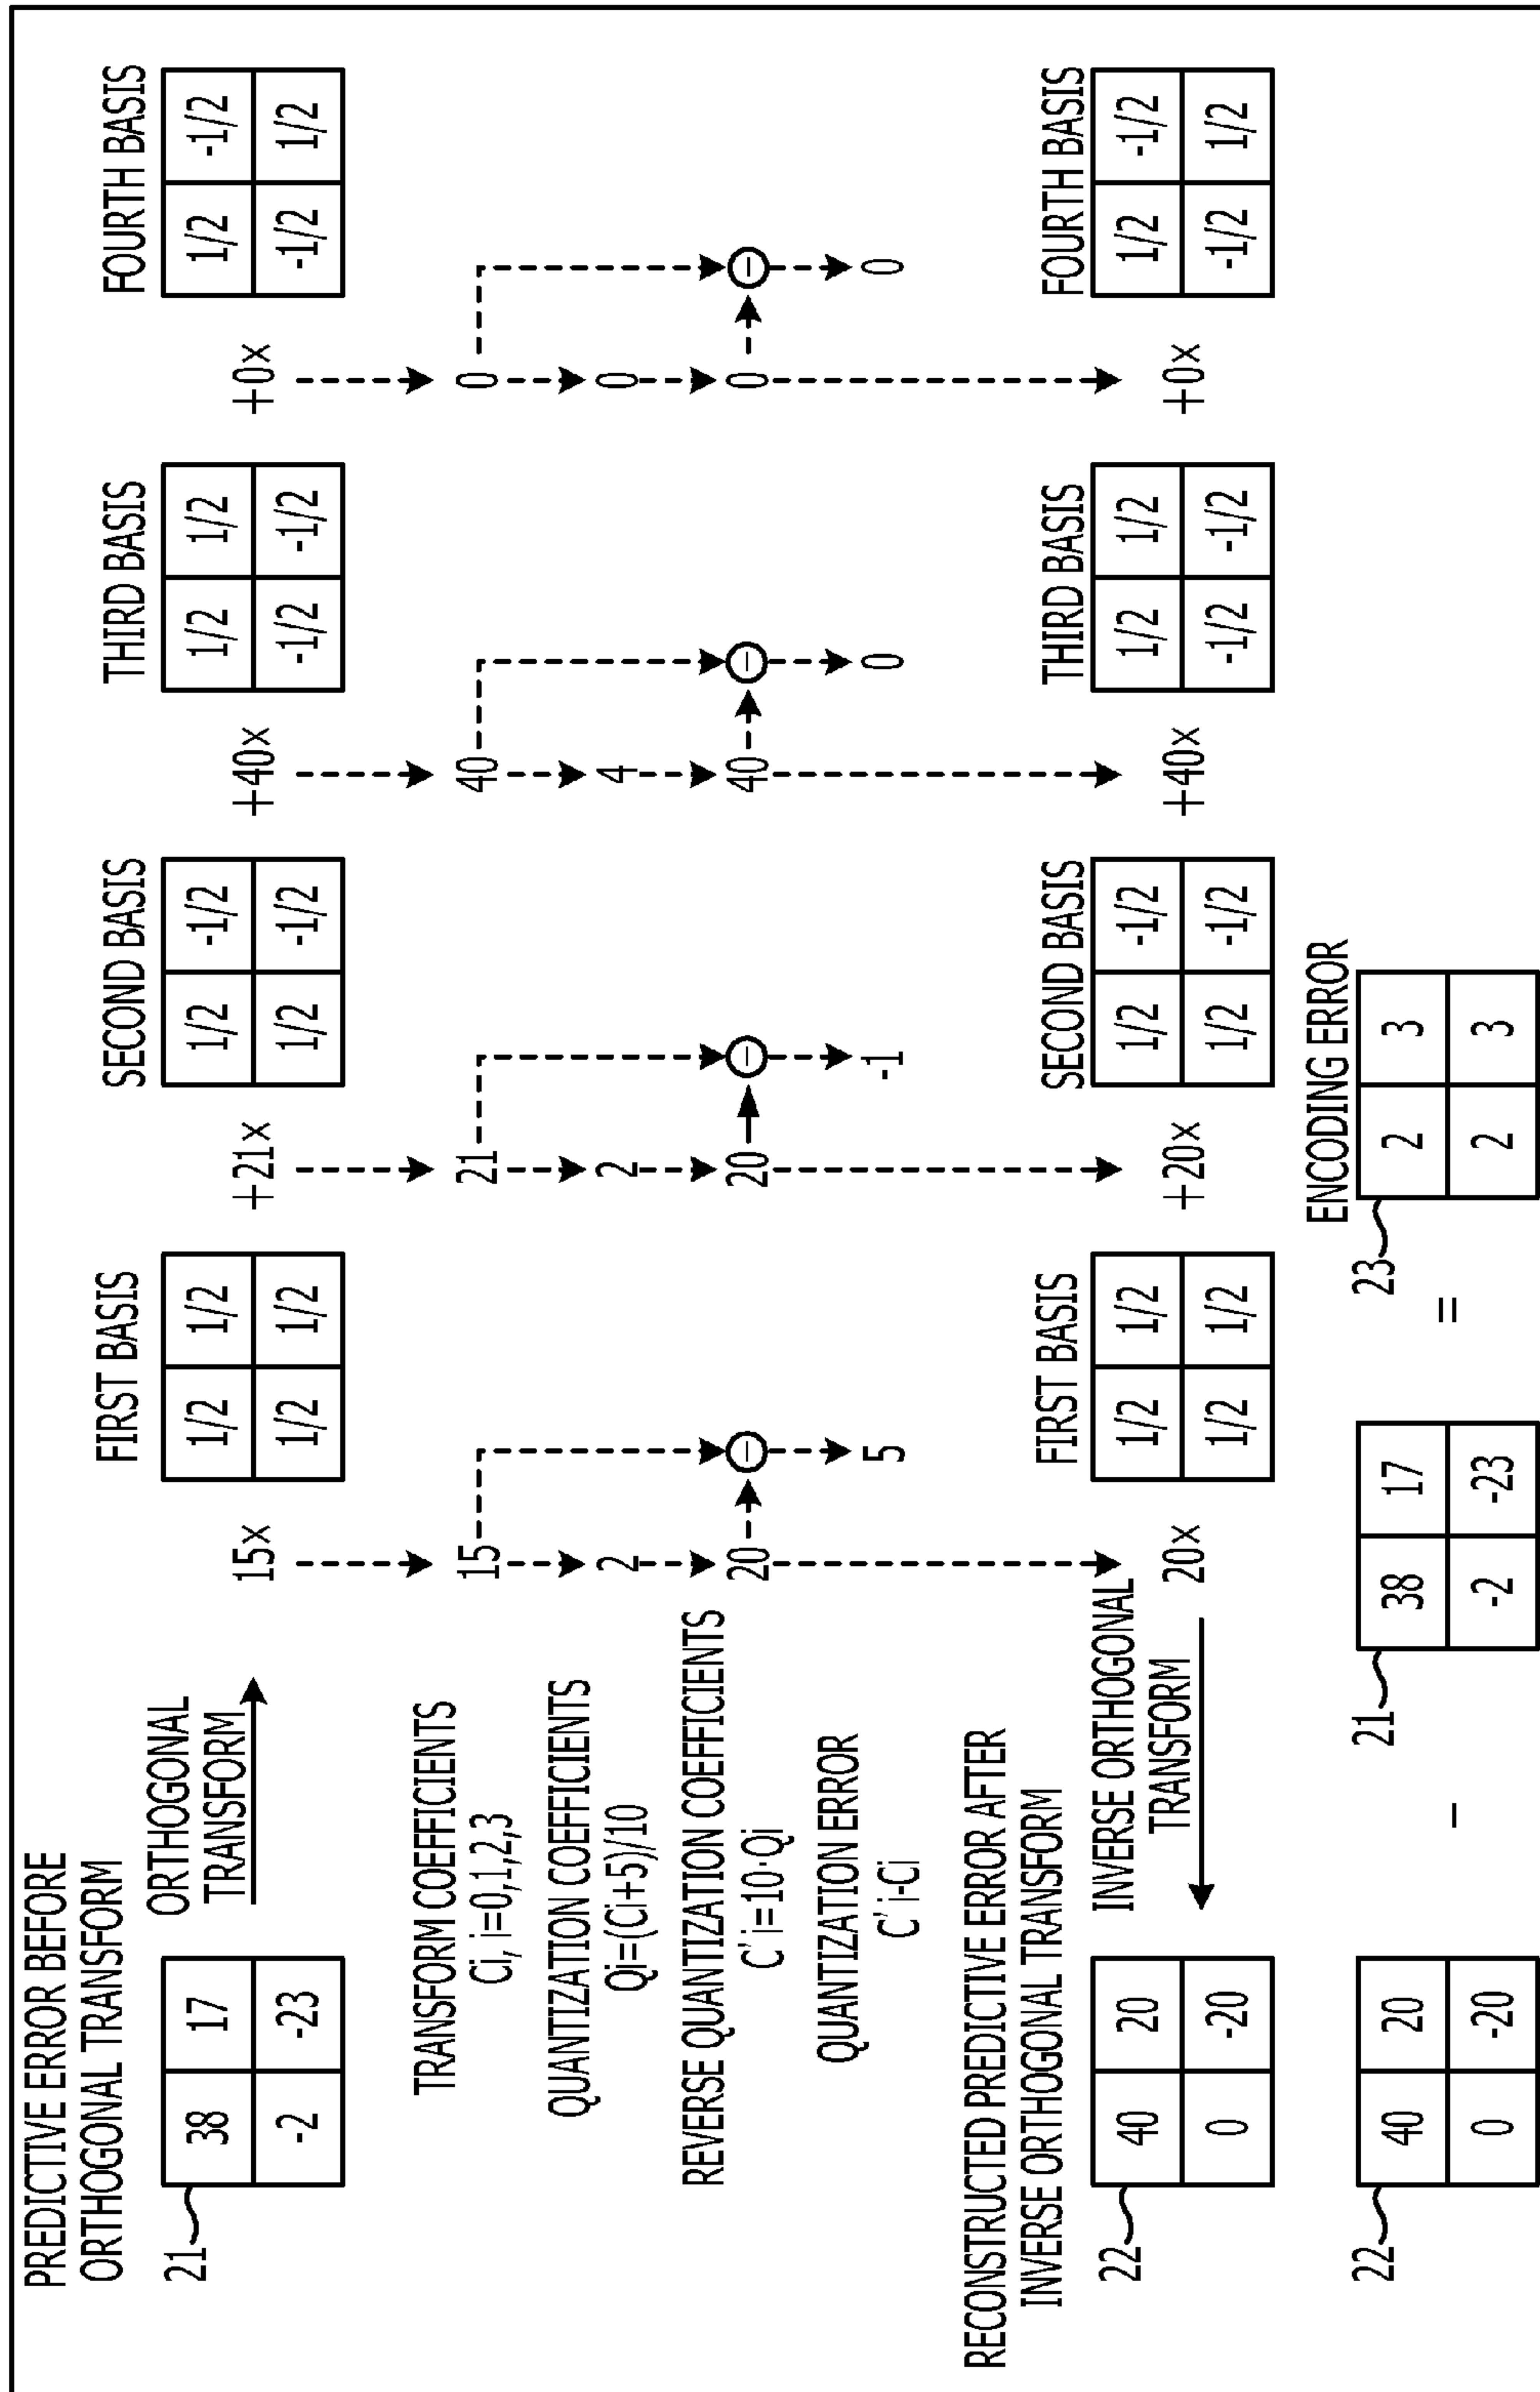 PREDICTIVE ERROR BEFORE
ORTHOGONAL TRANSFORM
21
38 17
-2 -23
ORTHOGONAL
TRANSFORM
15×
FIRST BASIS
1/2 1/2
1/2 1/2
+21×
SECOND BASIS
1/2 -1/2
1/2 -1/2
+40×
THIRD BASIS
1/2 1/2
-1/2 -1/2
+0×
FOURTH BASIS
1/2 -1/2
-1/2 1/2
TRANSFORM COEFFICIENTS
Ci, i=0,1,2,3
15 21 40 0
QUANTIZATION COEFFICIENTS
Qi=(Ci+5)/10
2 2 4 0
REVERSE QUANTIZATION COEFFICIENTS
C'i=10·Qi
20 − 20 − 40 − 0 −
QUANTIZATION ERROR
C'i-Ci
5 -1 0 0
RECONSTRUCTED PREDICTIVE ERROR AFTER
INVERSE ORTHOGONAL TRANSFORM
22
40 20
0 -20
INVERSE ORTHOGONAL
TRANSFORM
20×
FIRST BASIS
1/2 1/2
1/2 1/2
+20×
SECOND BASIS
1/2 -1/2
1/2 -1/2
+40×
THIRD BASIS
1/2 1/2
-1/2 -1/2
+0×
FOURTH BASIS
1/2 -1/2
-1/2 1/2
22
40 20
0 -20
−
21
38 17
-2 -23
=
23
ENCODING ERROR
2 3
2 3